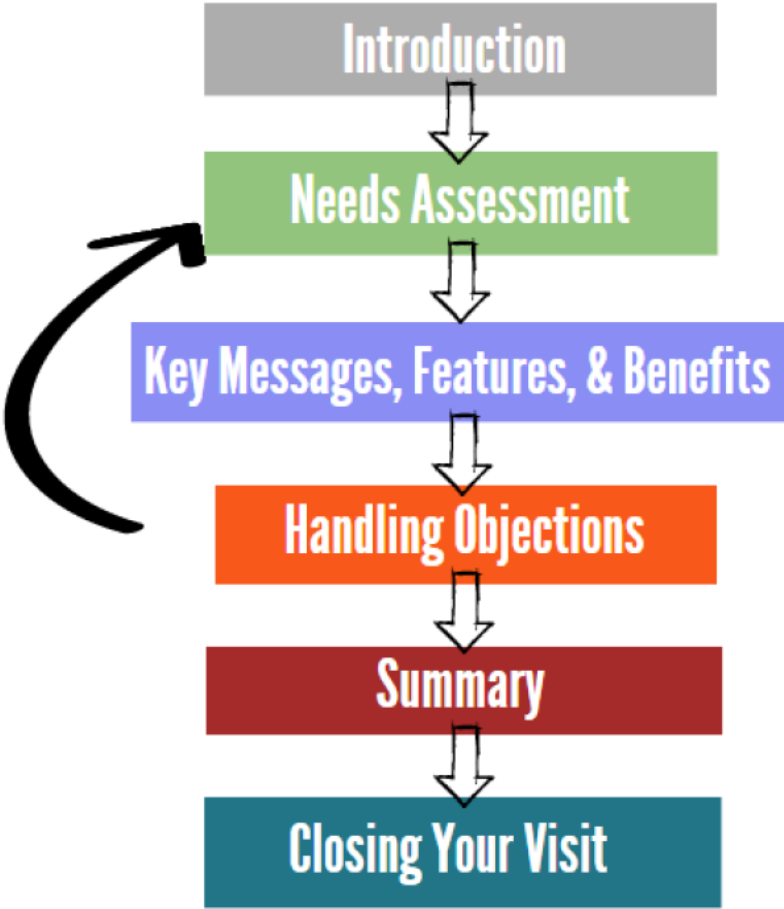 Introduction
Needs Assessment
Key Messages, Features, & Benefits
Handling Objections
Summary
Closing Your Visit